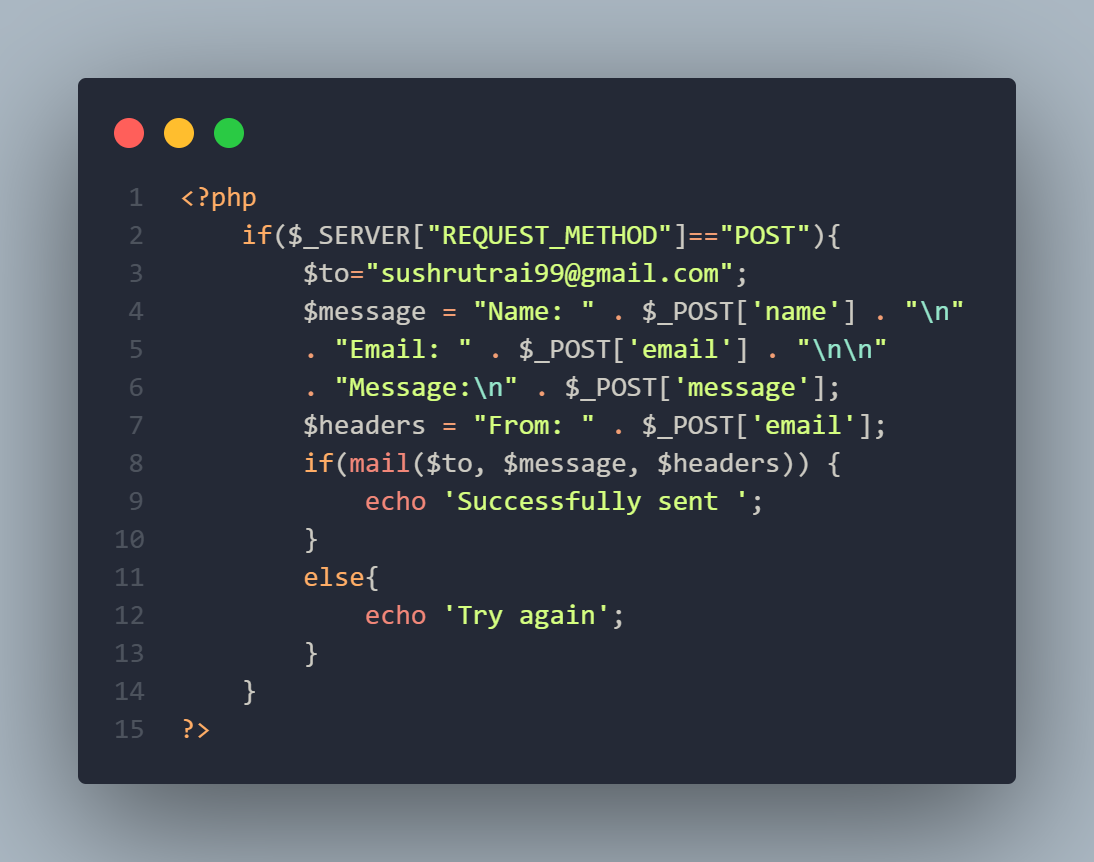 1 <?php
2     if($_SERVER["REQUEST_METHOD"]=="POST"){
3         $to="sushrutrai99@gmail.com";
4         $message = "Name: " . $_POST['name'] . "\n"
5         . "Email: " . $_POST['email'] . "\n\n"
6         . "Message:\n" . $_POST['message'];
7         $headers = "From: " . $_POST['email'];
8         if(mail($to, $message, $headers)) {
9             echo 'Successfully sent ';
10         }
11         else{
12             echo 'Try again';
13         }
14     }
15 ?>